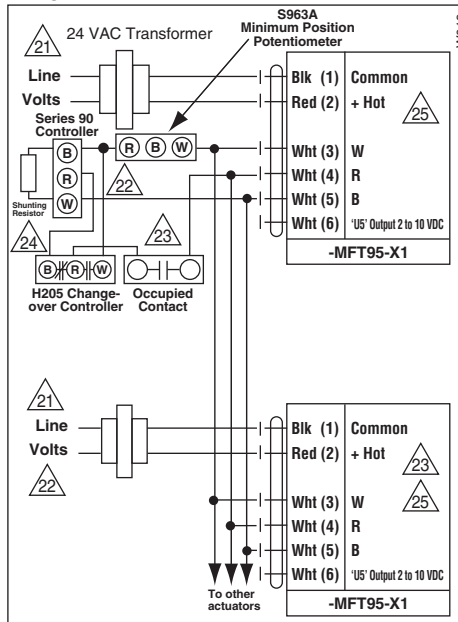 21
24 VAC Transformer
S963A
Minimum Position
Potentiometer
Line
Volts
Blk (1) Common
Red (2) + Hot
25
Series 90
Controller
B
R
W
R B W
22
Shunting
Resistor
24
23
Wht (3) W
Wht (4) R
Wht (5) B
Wht (6) 'U5' Output 2 to 10 VDC
-MFT95-X1
B R W
H205 Change-
over Controller
Occupied
Contact
21
Line
Volts
22
Blk (1) Common
Red (2) + Hot
23
25
Wht (3) W
Wht (4) R
Wht (5) B
Wht (6) 'U5' Output 2 to 10 VDC
To other
actuators
-MFT95-X1